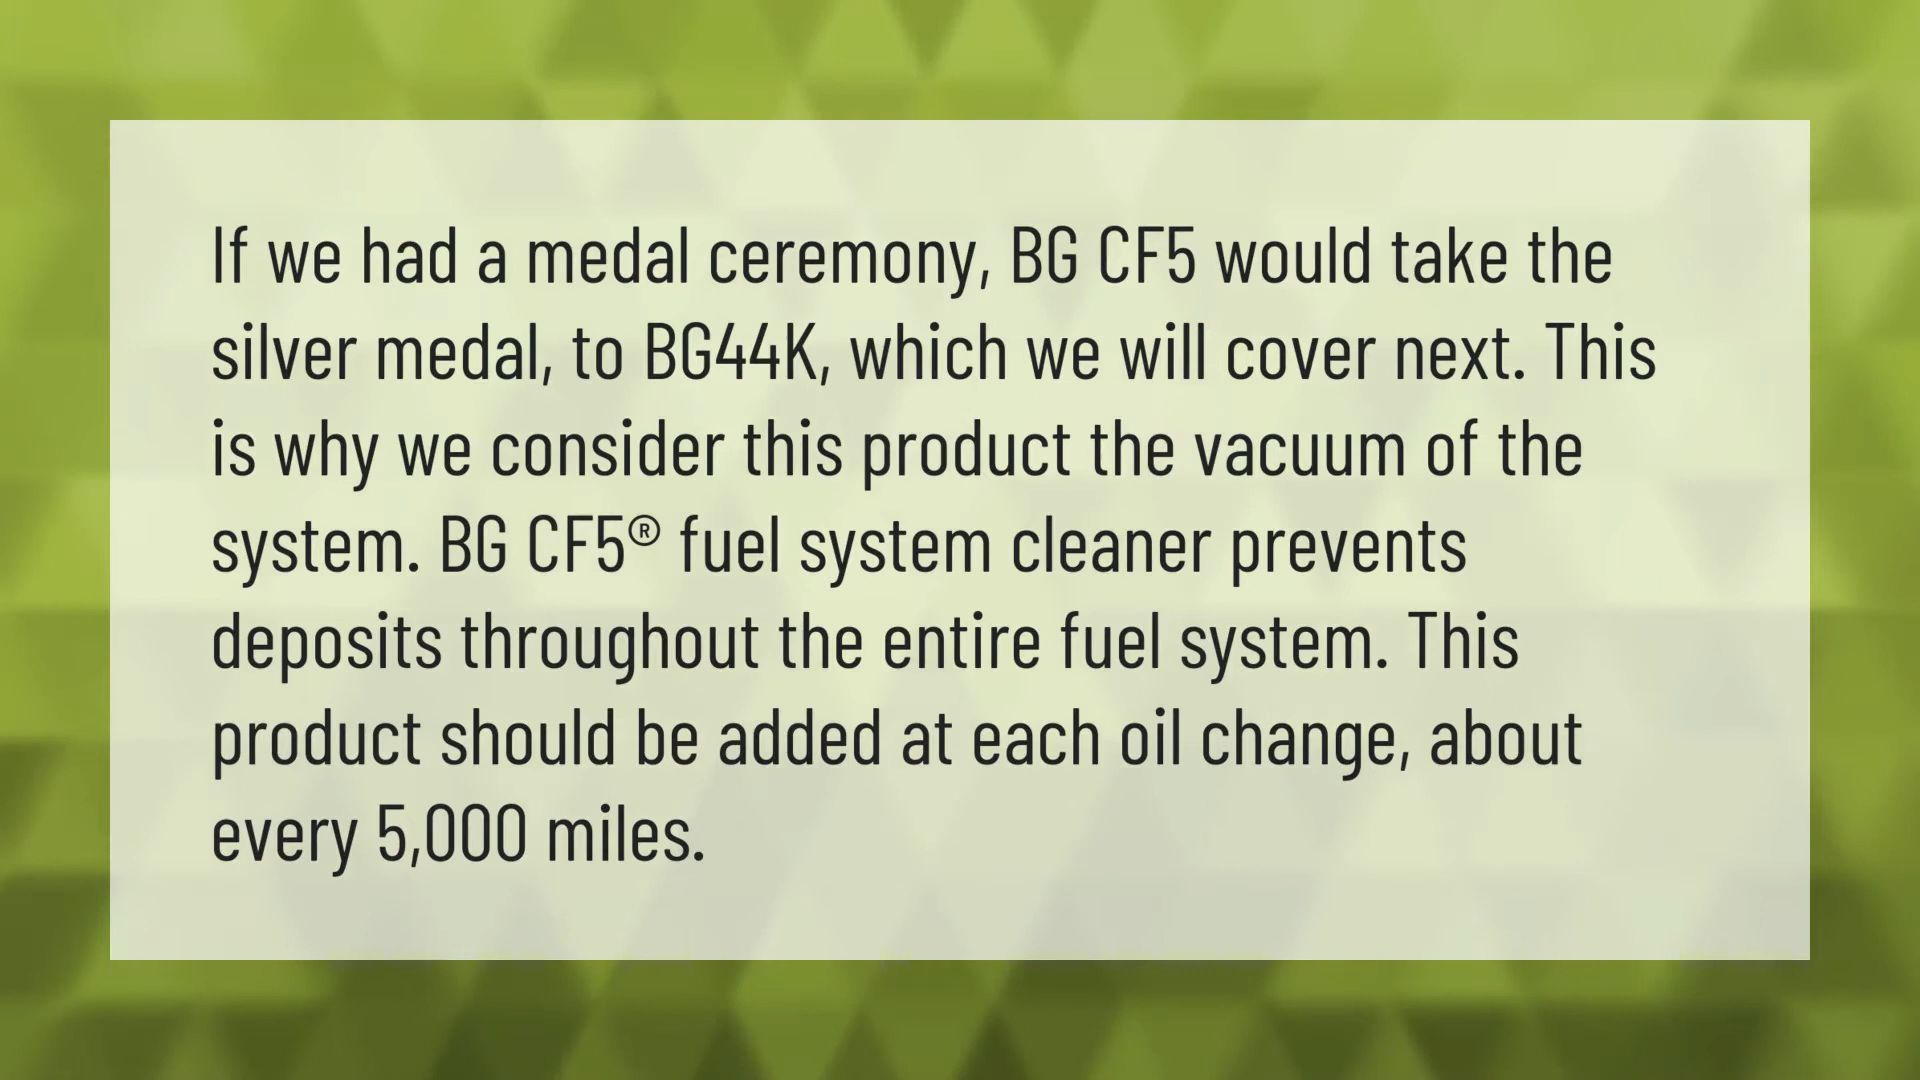 If we had a medal ceremony, BG CF5 would take the
silver medal, to BG44K, which we will cover next. This
is why we consider this product the vacuum of the
system. BG CF5® fuel system cleaner prevents
deposits throughout the entire fuel system. This
product should be added at each oil change, about
every 5,000 miles.